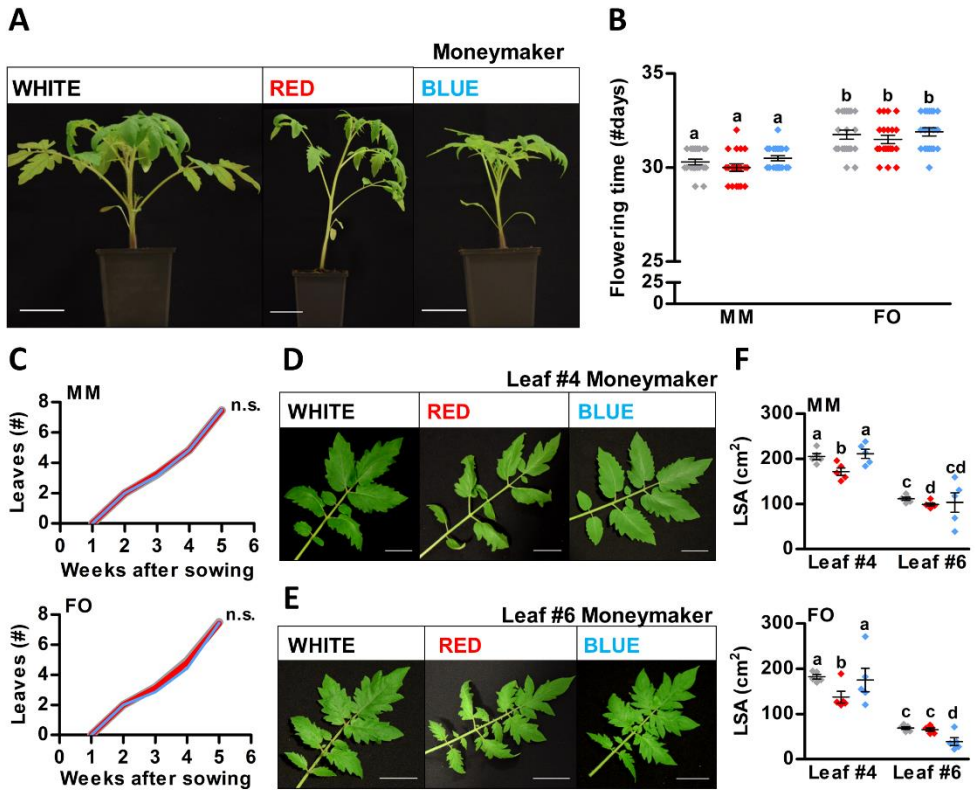 A
Moneymaker
WHITE RED BLUE
B
Flowering time (#days)
35
30
25
25
0
a a a b b b
MM FO
C
MM
Leaves (#)
8
6
4
2
0
n.s.
0 1 2 3 4 5 6
Weeks after sowing
FO
Leaves (#)
8
6
4
2
0
n.s.
0 1 2 3 4 5 6
Weeks after sowing
D
Leaf #4 Moneymaker
WHITE RED BLUE
E
Leaf #6 Moneymaker
WHITE RED BLUE
F
MM
LSA (cm²)
300
200
100
0
a b a c d cd
Leaf #4 Leaf #6
FO
LSA (cm²)
300
200
100
0
a b a c c d
Leaf #4 Leaf #6